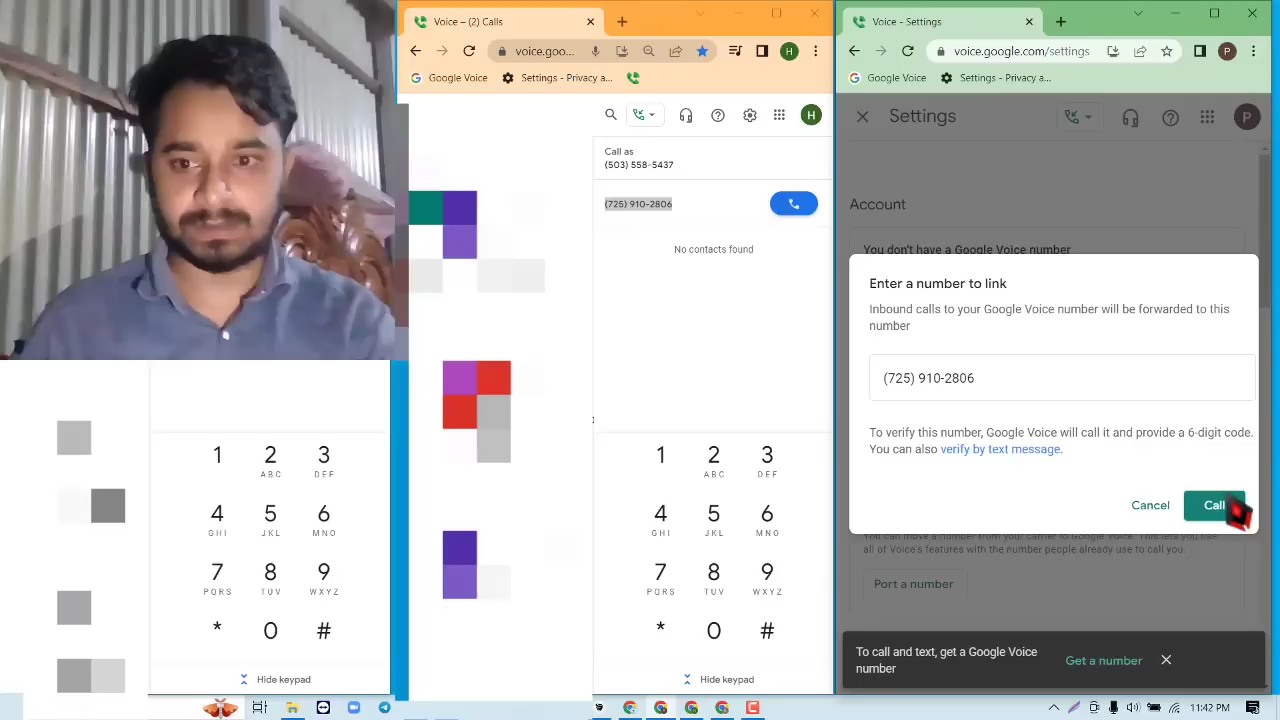 Voice – (2) Calls
voice.goo...
H
Google Voice
Settings - Privacy a...
H
Call as
(503) 558-5437
(725) 910-2806
No contacts found
1
2
3
ABC
DEF
4
5
6
GHI
JKL
MNO
7
8
9
PQRS
TUV
WXYZ
*
0
#
Hide keypad
1
2
3
ABC
DEF
4
5
6
GHI
JKL
MNO
7
8
9
PQRS
TUV
WXYZ
*
0
#
Hide keypad
Voice - Settings
voice.google.com/settings
P
Google Voice
Settings - Privacy a...
Settings
P
Account
You don't have a Google Voice number
Enter a number to link
Inbound calls to your Google Voice number will be forwarded to this
number
(725) 910-2806
To verify this number, Google Voice will call it and provide a 6-digit code.
You can also verify by text message.
Cancel
Call
You can move a number from your carrier to Google Voice. This lets you use
all of Voice's features with the number people already use to call you.
Port a number
To call and text, get a Google Voice
number
Get a number
11:42 PM